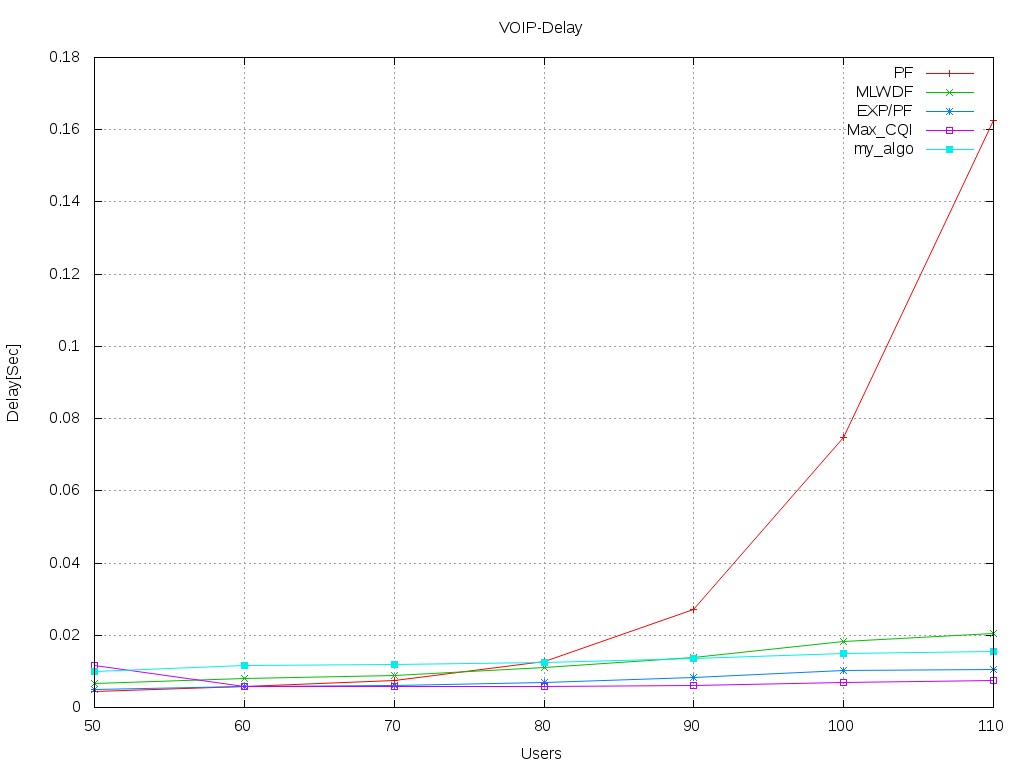 VOIP-Delay
0.18
PF
MLWDF
EXP/PF
Max_CQI
my_algo
0.16
0.14
0.12
0.1
0.08
0.06
0.04
0.02
0
Delay[Sec]
50 60 70 80 90 100 110
Users